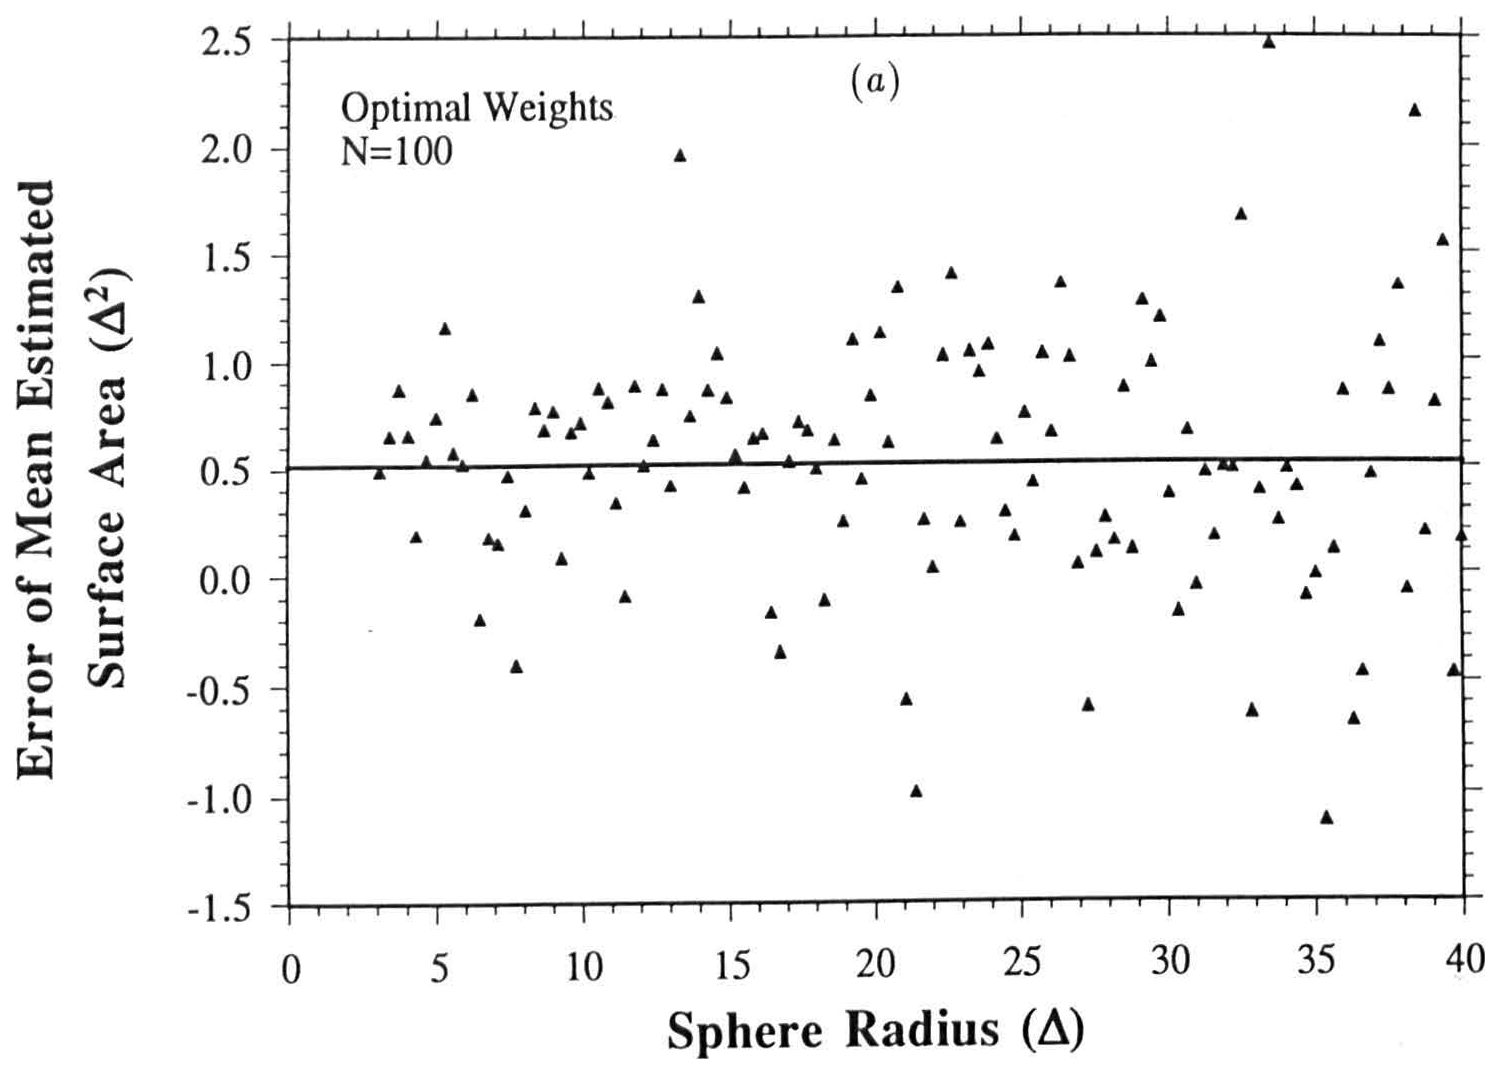 (a)
Optimal Weights
N=100
Error of Mean Estimated
Surface Area (Δ²)
2.5
2.0
1.5
1.0
0.5
0.0
-0.5
-1.0
-1.5
0 5 10 15 20 25 30 35 40
Sphere Radius (Δ)